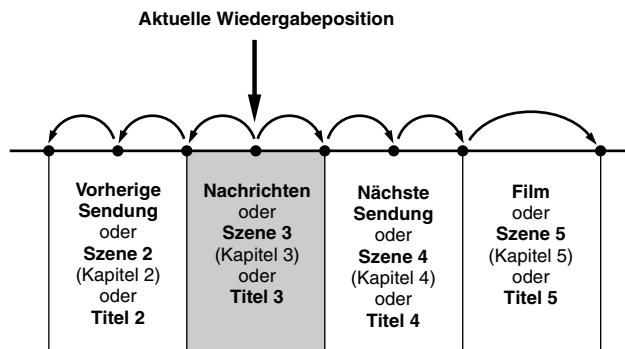 Aktuelle Wiedergabeposition
Vorherige
Sendung
oder
Szene 2
(Kapitel 2)
oder
Titel 2
Nachrichten
oder
Szene 3
(Kapitel 3)
oder
Titel 3
Nächste
Sendung
oder
Szene 4
(Kapitel 4)
oder
Titel 4
Film
oder
Szene 5
(Kapitel 5)
oder
Titel 5